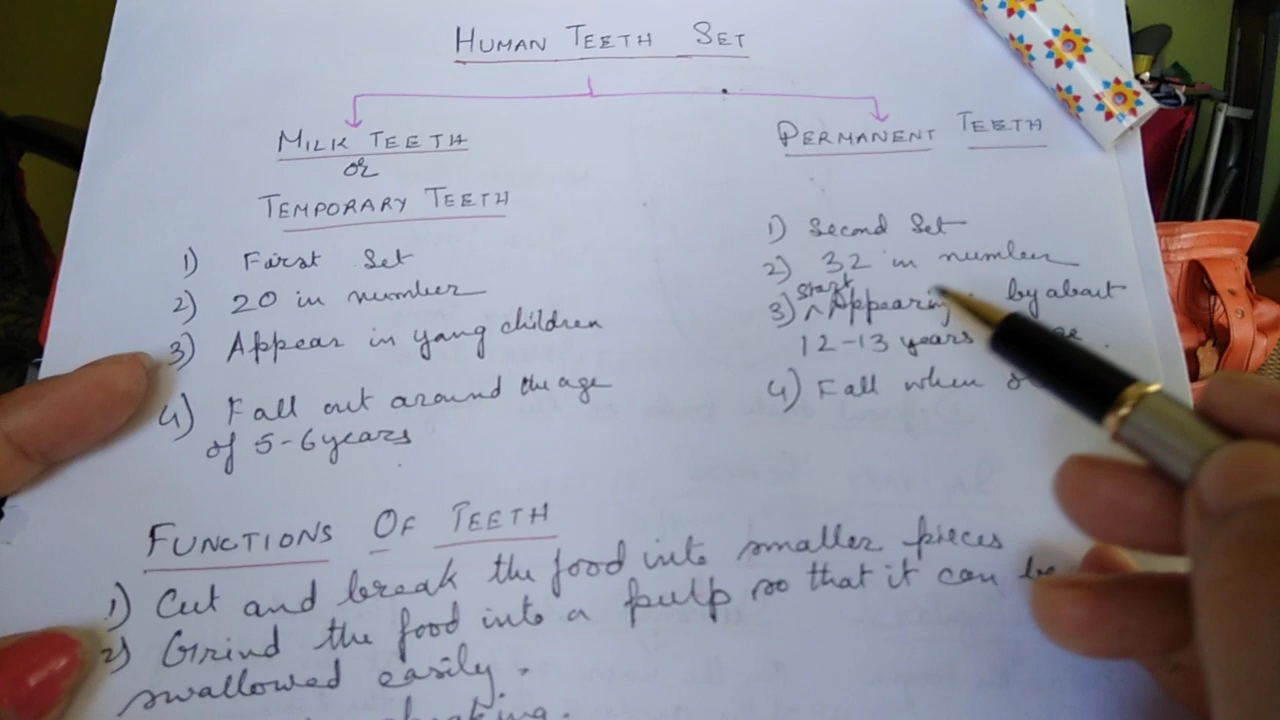 HUMAN TEETH SET
MILK TEETH
or
TEMPORARY TEETH
1) First Set
2) 20 in number
3) Appear in yang children
4) Fall out around the age
of 5-6 years
PERMANENT TEETH
1) Second Set
2) 32 in number
start
3) ^ Appearing by about
12-13 years
4) Fall when
FUNCTIONS OF TEETH
1) Cut and break the food into smaller pieces
2) Grind the food into a pulp so that it can be
swallowed easily.